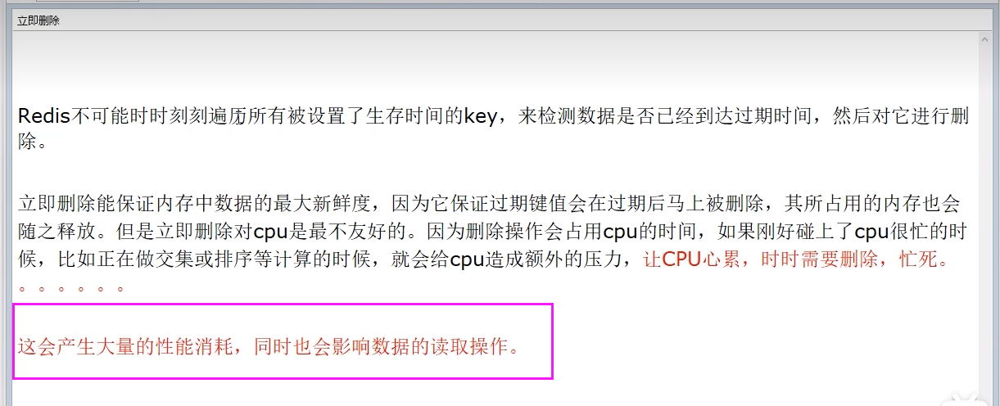 立即删除
Redis不可能时时刻刻遍历所有被设置了生存时间的key，来检测数据是否已经到达过期时间，然后对它进行删
除。
立即删除能保证内存中数据的最大新鲜度，因为它保证过期键值会在过期后马上被删除，其所占用的内存也会
随之释放。但是立即删除对cpu是最不友好的。因为删除操作会占用cpu的时间，如果刚好碰上了cpu很忙的时
候，比如正在做交集或排序等计算的时候，就会给cpu造成额外的压力，让CPU心累，时时需要删除，忙死。
。。。。。。
这会产生大量的性能消耗，同时也会影响数据的读取操作。